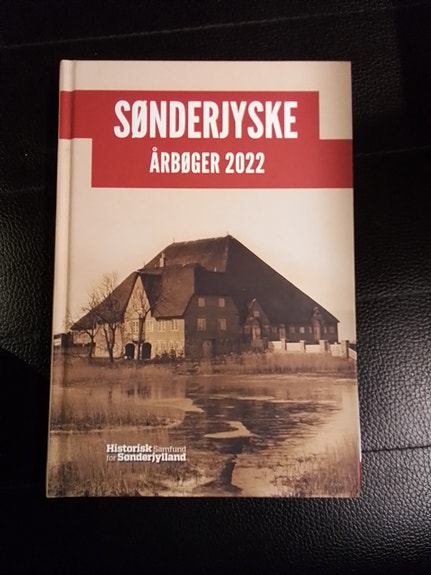 SØNDERJYSKE
ÅRBØGER 2022
Historisk Samfund
for Sønderjylland